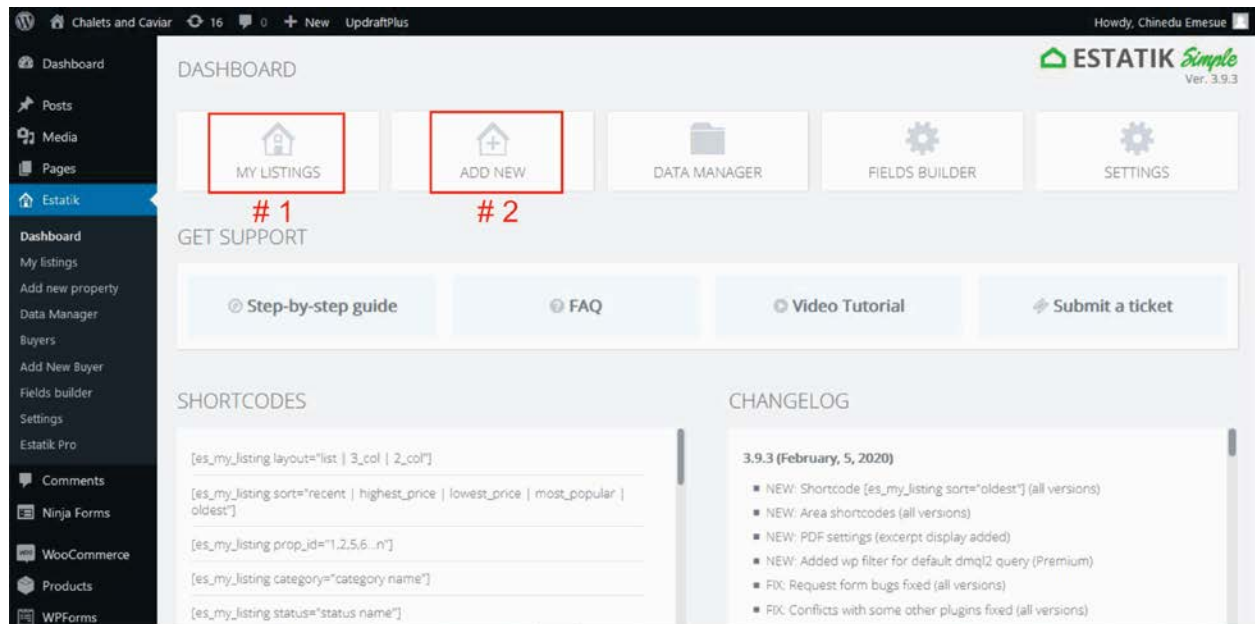 Chalets and Caviar 16 0 New UpdraftPlus Howdy, Chinedu Emesue
Dashboard
Posts
Media
Pages
Estatik
Dashboard
My listings
Add new property
Data Manager
Buyers
Add New Buyer
Fields builder
Settings
Estatik Pro
Comments
Ninja Forms
WooCommerce
Products
WPForms
DASHBOARD
ESTATIK Simple
Ver. 3.9.3
MY LISTINGS
ADD NEW
DATA MANAGER
FIELDS BUILDER
SETTINGS
# 1
# 2
GET SUPPORT
Step-by-step guide
FAQ
Video Tutorial
Submit a ticket
SHORTCODES
[es_my_listing layout="list | 3_col | 2_col"]
[es_my_listing sort="recent | highest_price | lowest_price | most_popular |
oldest"]
[es_my_listing prop_id="1,2,5,6...n"]
[es_my_listing category="category name"]
[es_my_listing status="status name"]
CHANGELOG
3.9.3 (February, 5, 2020)
NEW: Shortcode [es_my_listing sort="oldest"] (all versions)
NEW: Area shortcodes (all versions)
NEW: PDF settings (excerpt display added)
NEW: Added wp filter for default dmql2 query (Premium)
FIX: Request form bugs fixed (all versions)
FIX: Conflicts with some other plugins fixed (all versions)